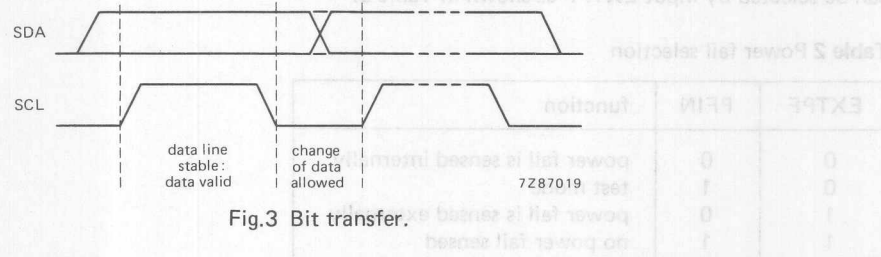 SDA
SCL
data line
stable:
data valid
change
of data
allowed
7Z87019
Fig.3 Bit transfer.
Table 2 Power fail selection
EXTPF PFIN function
0 0 power fail is sensed internally
0 1 test mode
1 0 power fail is sensed externally
1 1 no power fail sensed